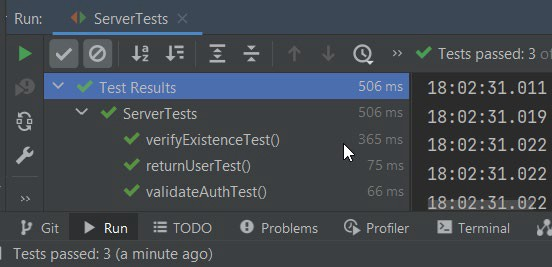 Run: ServerTests
Tests passed: 3 o
Test Results 506 ms
ServerTests 506 ms
verifyExistenceTest() 365 ms
returnUserTest() 75 ms
validateAuthTest() 66 ms
18:02:31.011
18:02:31.019
18:02:31.022
18:02:31.022
18:02:31.022
Git Run TODO Problems Profiler Terminal
Tests passed: 3 (a minute ago)